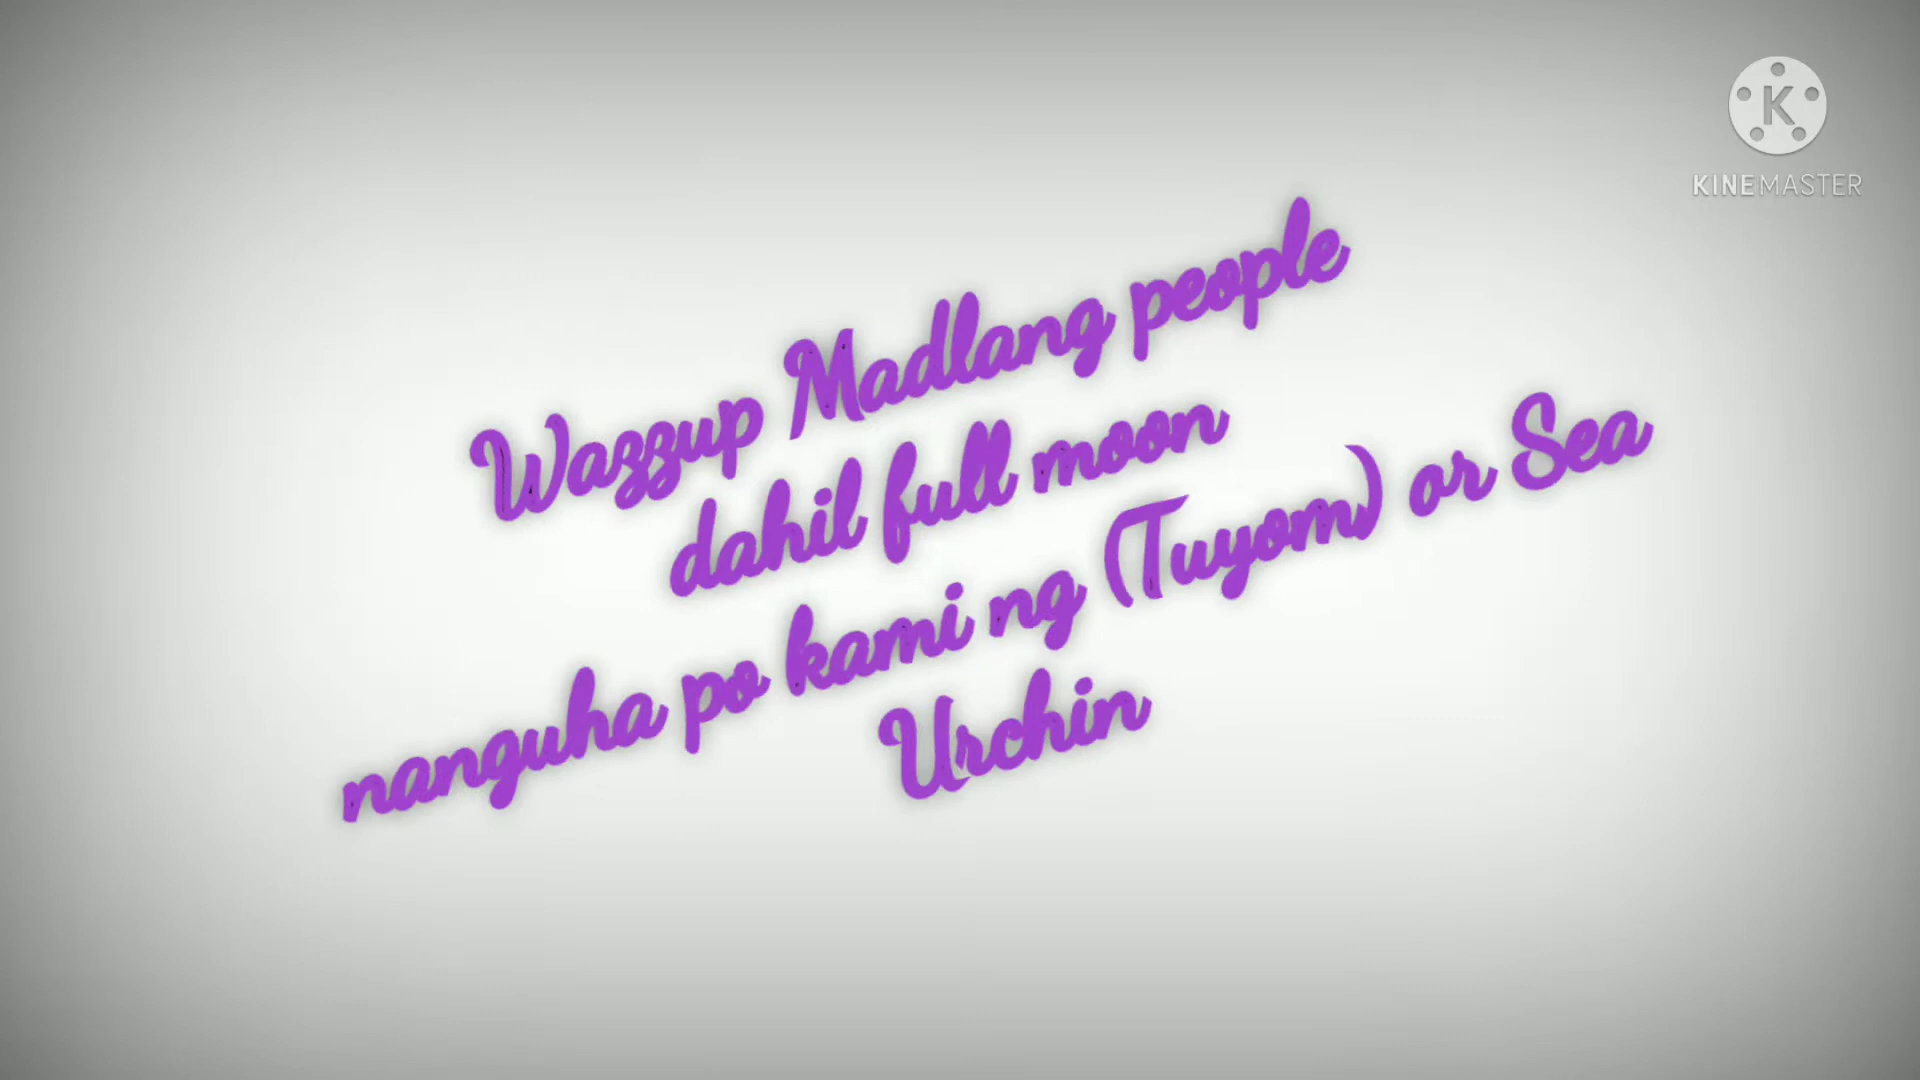 KINEMASTER
Wazzup Madlang people
dahil full moon
nanguha po kami ng (Tuyom) or Sea
Urchin